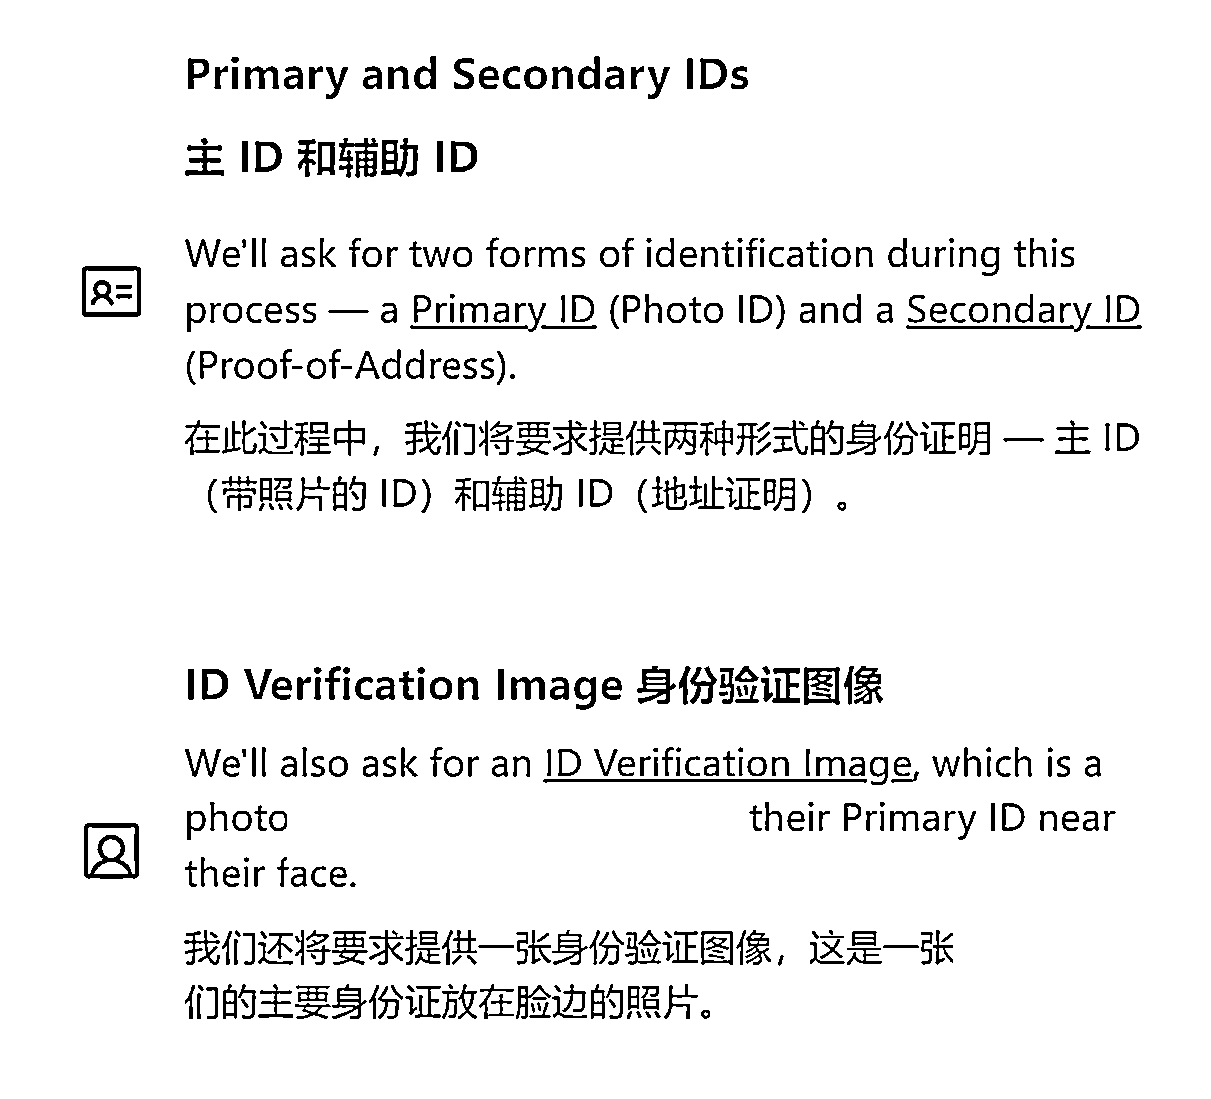 Primary and Secondary IDs
主 ID 和辅助 ID
We'll ask for two forms of identification during this
process — a Primary ID (Photo ID) and a Secondary ID
(Proof-of-Address).
在此过程中，我们将要求提供两种形式的身份证明 — 主 ID
（带照片的 ID）和辅助 ID（地址证明）。
ID Verification Image 身份验证图像
We'll also ask for an ID Verification Image, which is a
photo their Primary ID near
their face.
我们还将要求提供一张身份验证图像，这是一张
们的主要身份证放在脸边的照片。